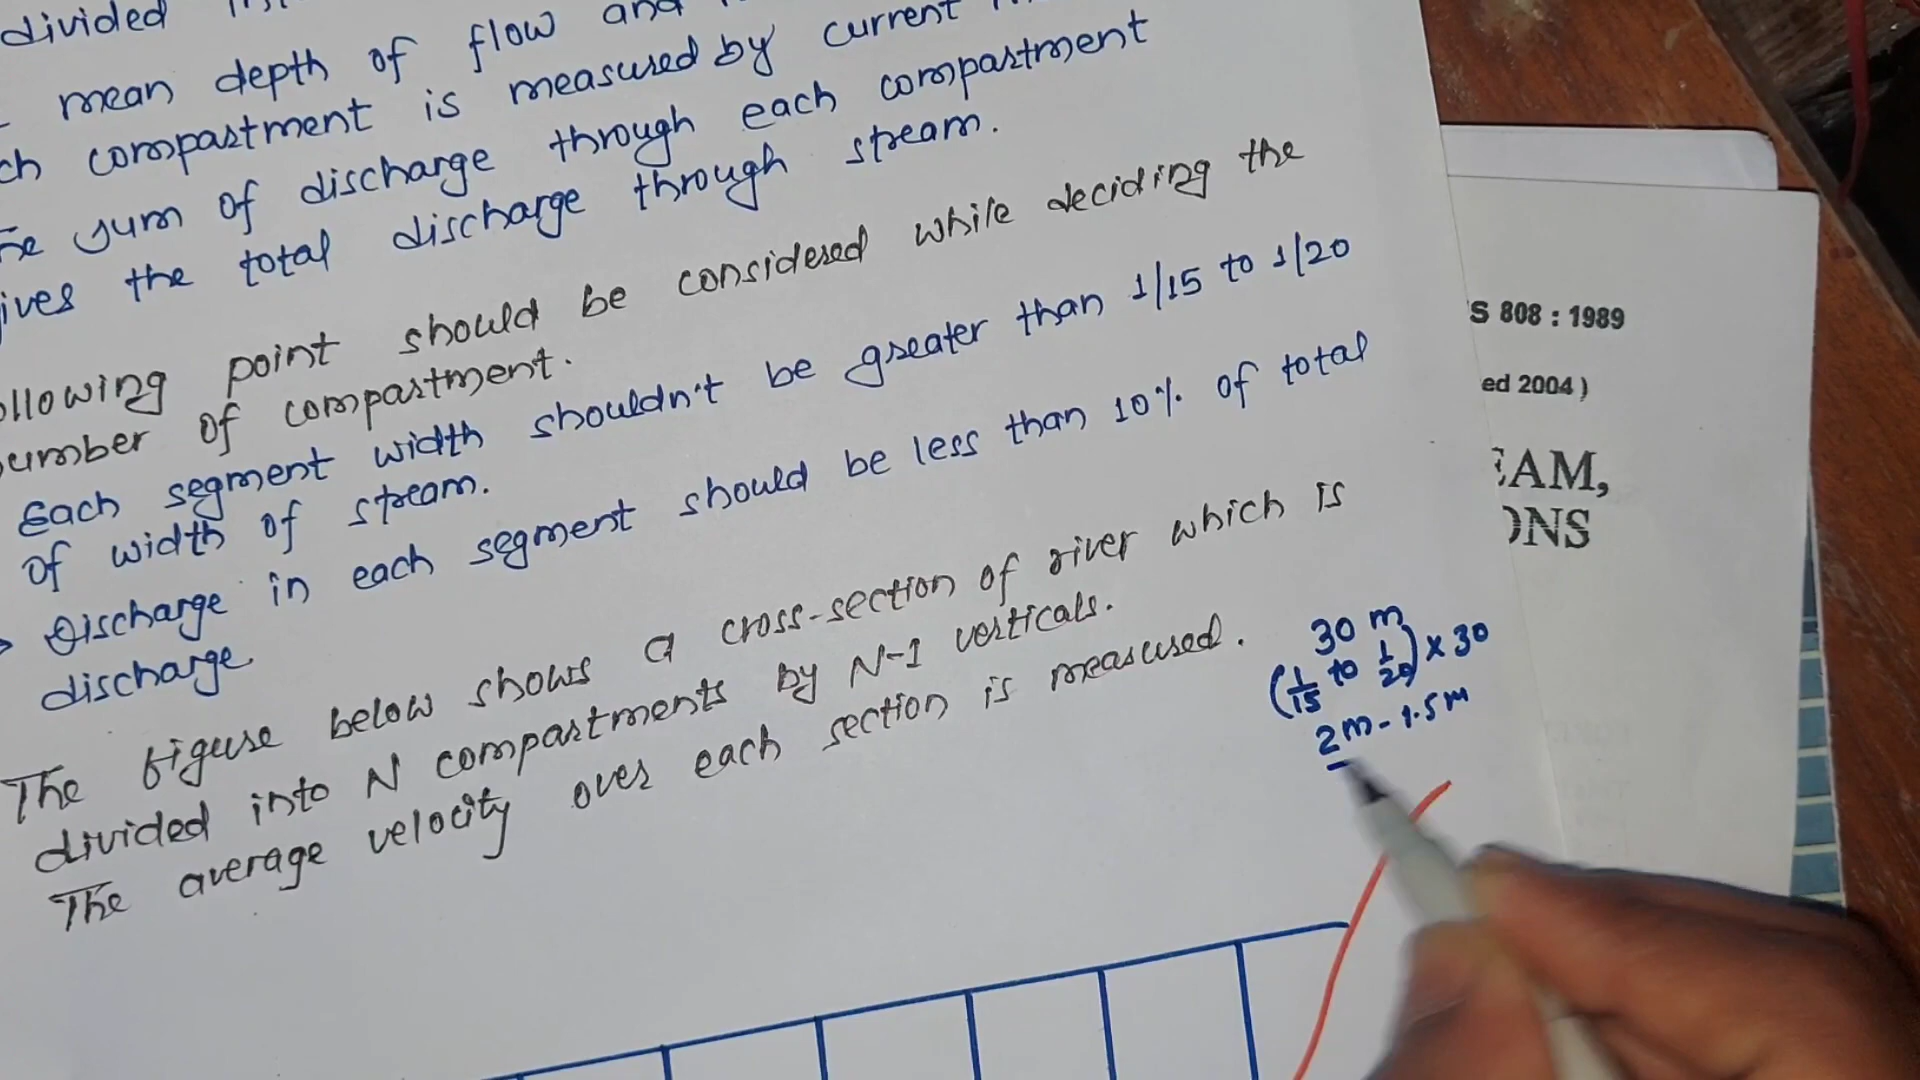 divided
mean depth of flow and
ch compartment is measured by current
sum of discharge through each compartment
ives the total discharge through stream.
ollowing point should be considered while deciding the
umber of compartment.
Each segment width shouldn't be greater than 1/15 to 1/20
of width of stream.
Discharge in each segment should be less than 10% of total
discharge
The figure below shows a cross-section of river which is
divided into N compartments by N-1 verticals.
The average velocity over each section is measured.
30 m
(1/15 to 1/20) x 30
2m - 1.5m
S 808 : 1989
ed 2004 )
EAM,
ONS